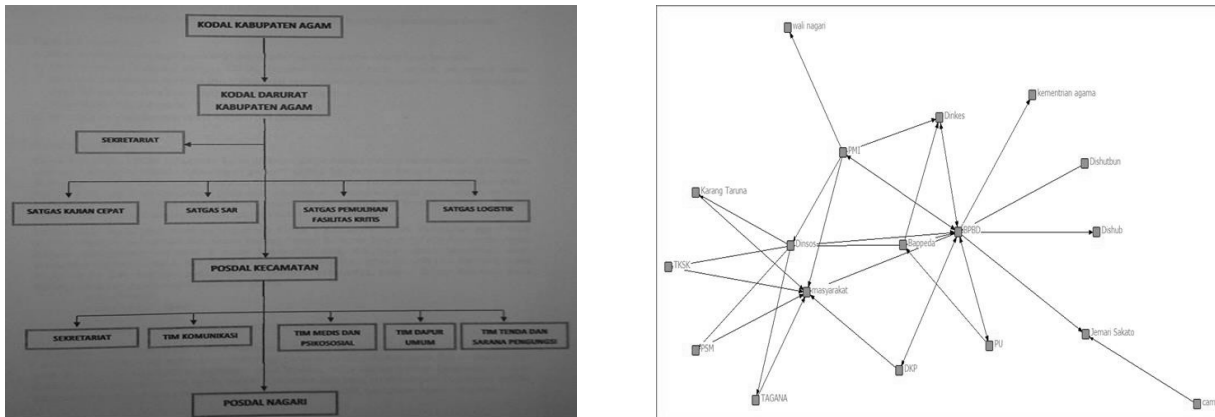 KODAL KABUPATEN AGAM
KODAL DARURAT
KABUPATEN AGAM
SEKRETARIAT
SATGAS KAJIAN CEPAT
SATGAS SAR
SATGAS PEMULIHAN
FASILITAS KRITIS
SATGAS LOGISTIK
POSDAL KECAMATAN
SEKRETARIAT
TIM KOMUNIKASI
TIM MEDIS DAN
PSIKOSOSIAL
TIM DAPUR
UMUM
TIM TENDA DAN
SARANA PENGUNGSI
POSDAL NAGARI
wali nagari
kementrian agama
Dinkes
PMI
Dishutbun
Karang Taruna
BPBD
Dishub
Dinsos
Bappeda
TKSK
masyarakat
Jemari Sakato
PSM
PU
DKP
TAGANA
cam